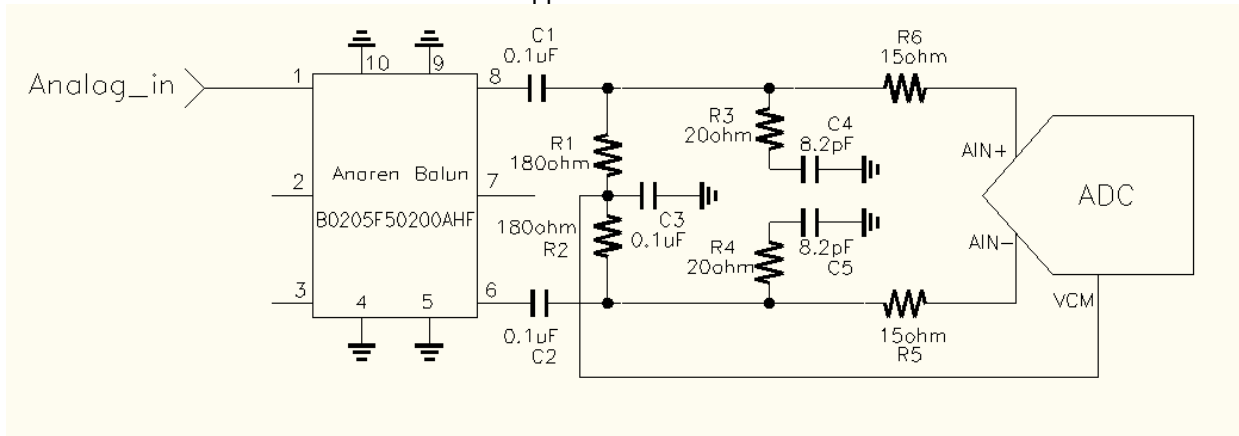 C1
0.1uF
R6
15ohm
10
9
Analog_in
1
8
R3
20ohm
C4
8.2pF
R1
180ohm
AIN+
2
Anaren Balun
7
ADC
B0205F50200AHF
180ohm
R2
C3
0.1uF
R4
20ohm
8.2pF
C5
AIN-
3
4
5
6
VCM
0.1uF
C2
15ohm
R5